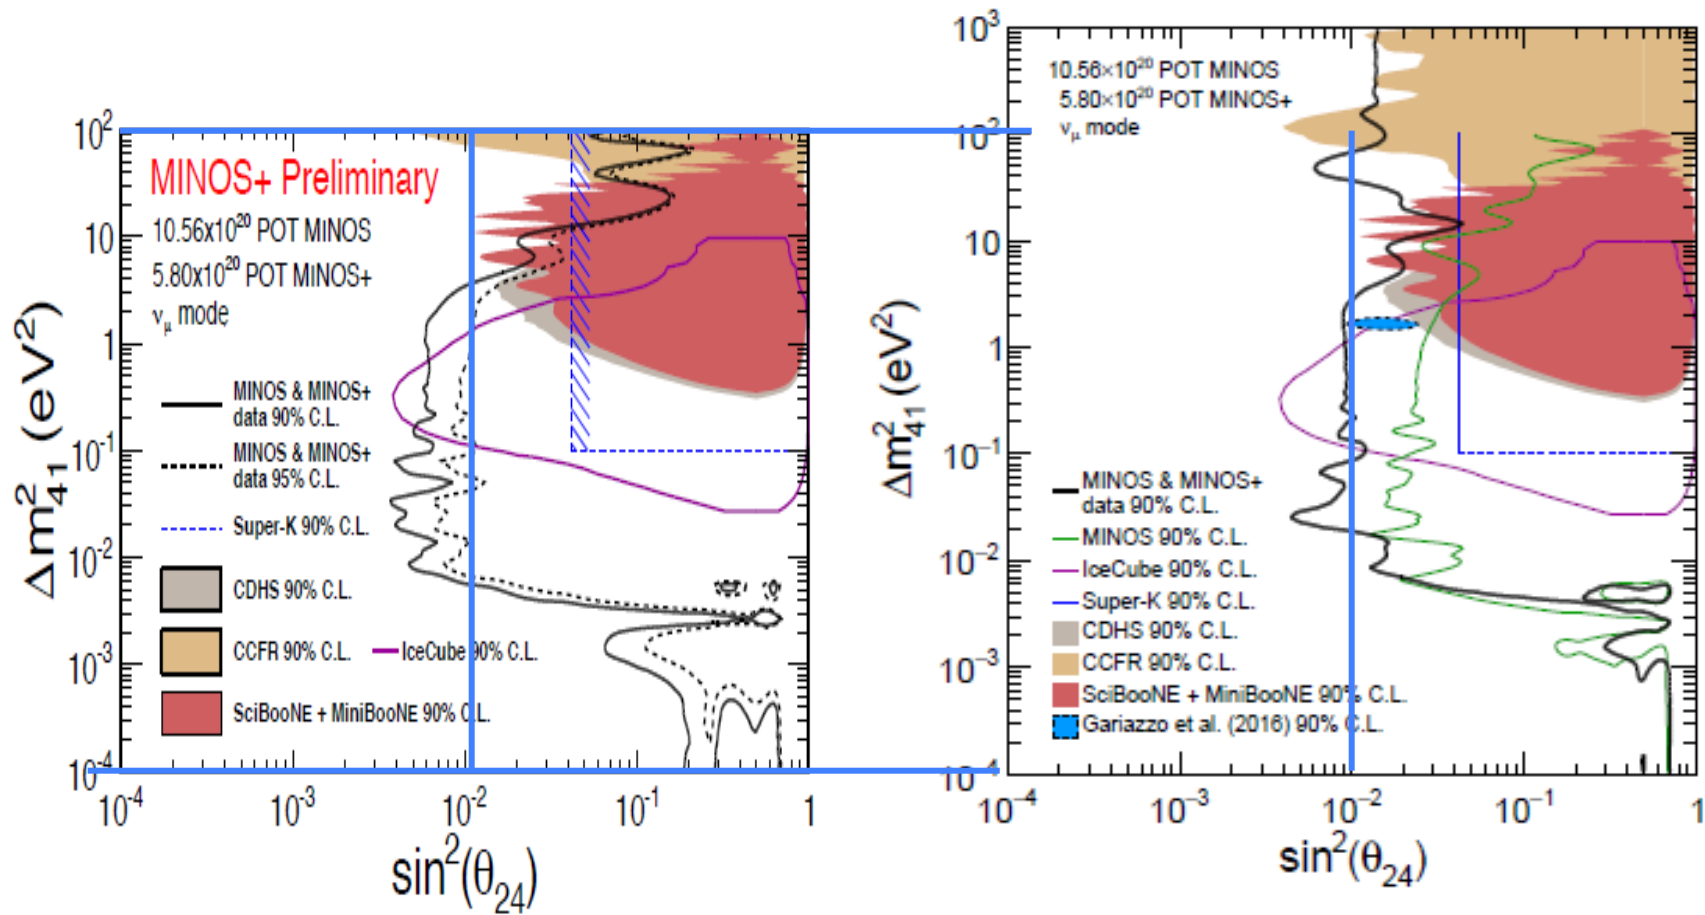 10²
10
1
10⁻¹
10⁻²
10⁻³
10⁻⁴
Δm²₄₁ (eV²)
MINOS+ Preliminary
10.56x10²⁰ POT MINOS
5.80x10²⁰ POT MINOS+
νμ mode
MINOS & MINOS+
data 90% C.L.
MINOS & MINOS+
data 95% C.L.
Super-K 90% C.L.
CDHS 90% C.L.
CCFR 90% C.L.
IceCube 90% C.L.
SciBooNE + MiniBooNE 90% C.L.
10⁻⁴ 10⁻³ 10⁻² 10⁻¹ 1
sin²(θ₂₄)
10³
10²
10
1
10⁻¹
10⁻²
10⁻³
10⁻⁴
Δm²₄₁ (eV²)
10.56×10²⁰ POT MINOS
5.80×10²⁰ POT MINOS+
νμ mode
MINOS & MINOS+
data 90% C.L.
MINOS 90% C.L.
IceCube 90% C.L.
Super-K 90% C.L.
CDHS 90% C.L.
CCFR 90% C.L.
SciBooNE + MiniBooNE 90% C.L.
Gariazzo et al. (2016) 90% C.L.
10⁻⁴ 10⁻³ 10⁻² 10⁻¹ 1
sin²(θ₂₄)